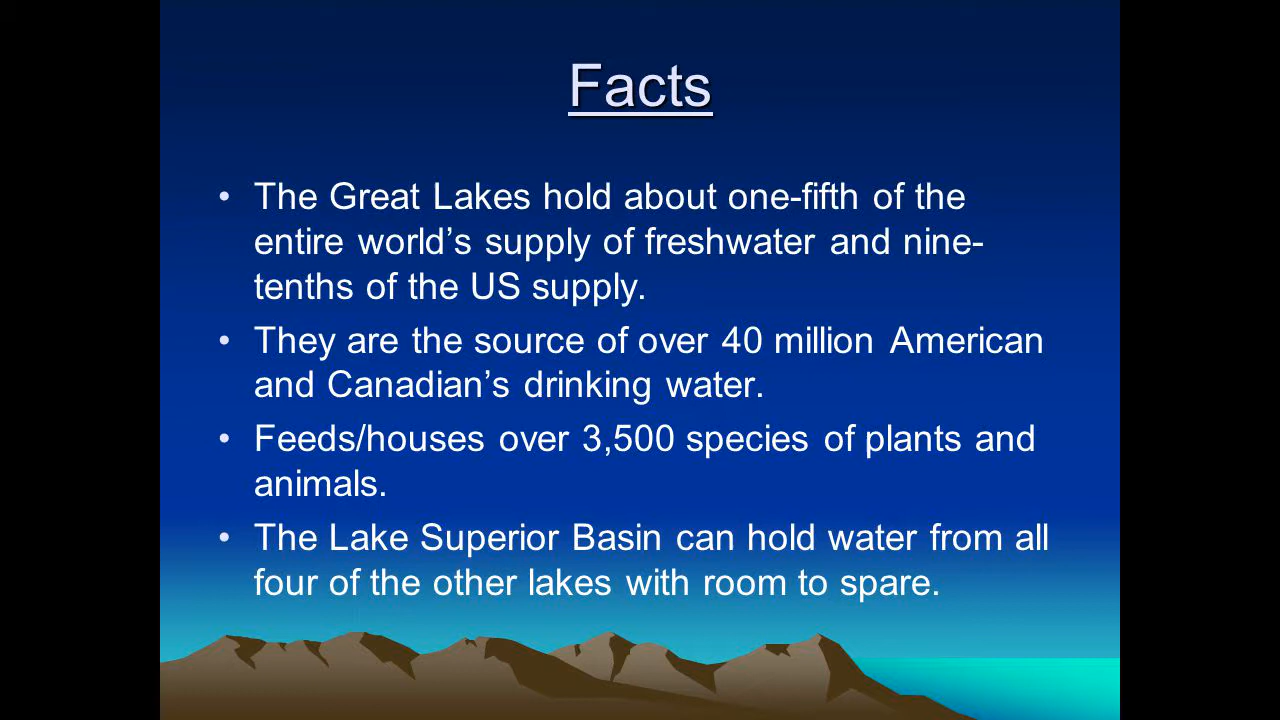 Facts
• The Great Lakes hold about one-fifth of the
entire world’s supply of freshwater and nine-
tenths of the US supply.
• They are the source of over 40 million American
and Canadian’s drinking water.
• Feeds/houses over 3,500 species of plants and
animals.
• The Lake Superior Basin can hold water from all
four of the other lakes with room to spare.